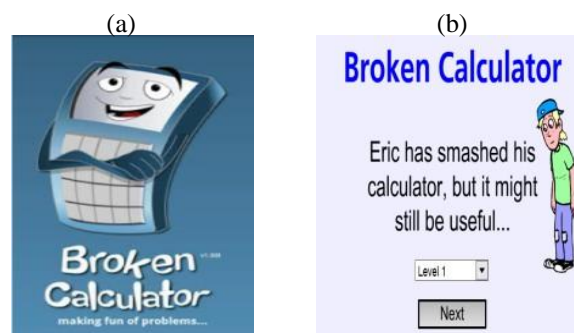 (a)
Broken
Calculator
making fun of problems...
(b)
Broken Calculator
Eric has smashed his
calculator, but it might
still be useful...
Level 1
Next